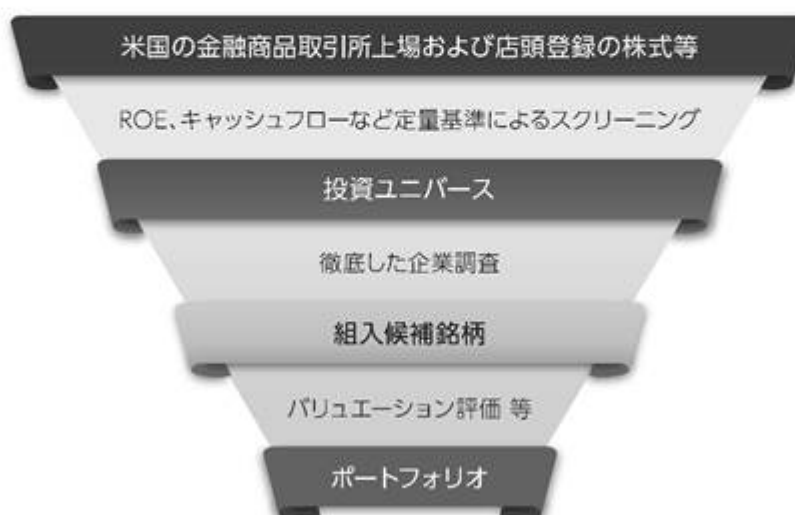 米国の金融商品取引所上場および店頭登録の株式等
ROE、キャッシュフローなど定量基準によるスクリーニング
投資ユニバース
徹底した企業調査
組入候補銘柄
バリュエーション評価 等
ポートフォリオ